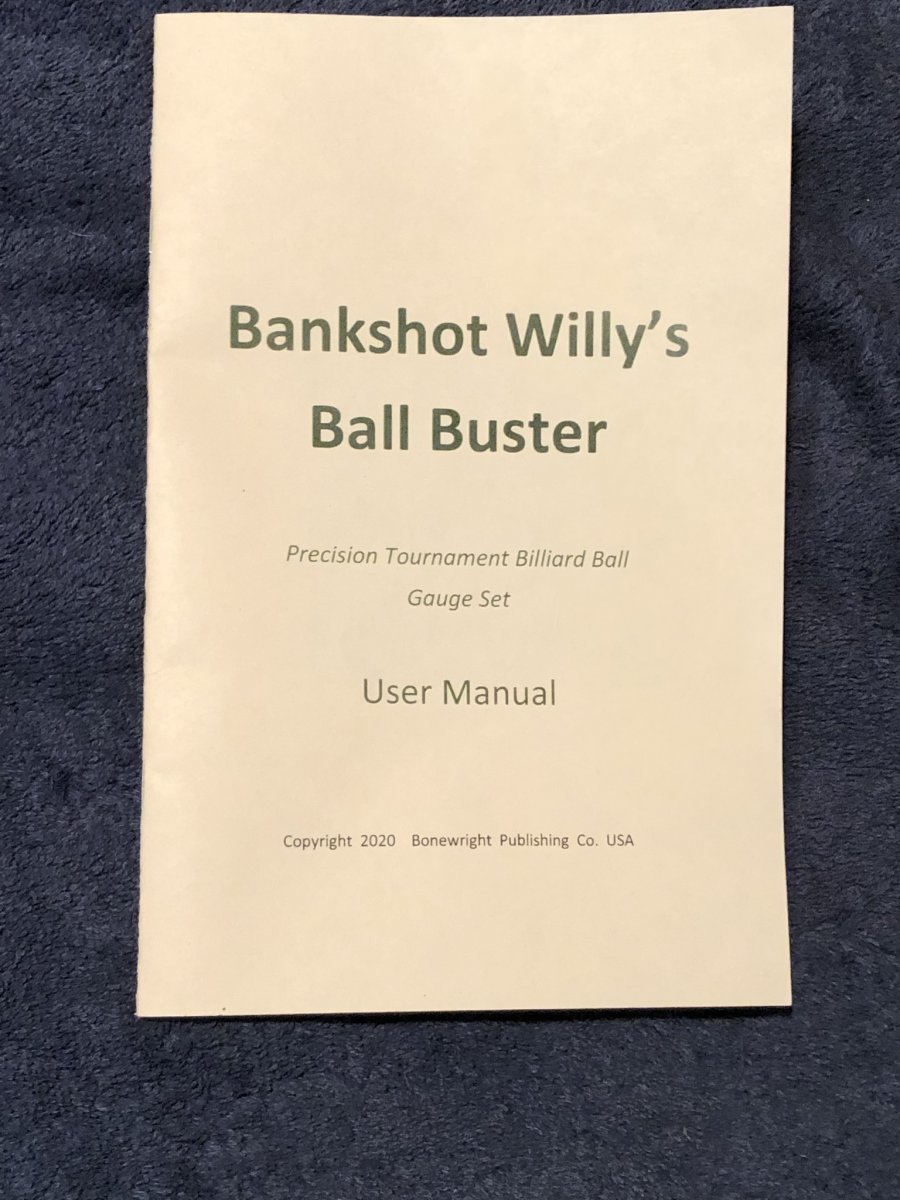 Bankshot Willy’s
Ball Buster
Precision Tournament Billiard Ball
Gauge Set
User Manual
Copyright 2020 Bonewright Publishing Co. USA